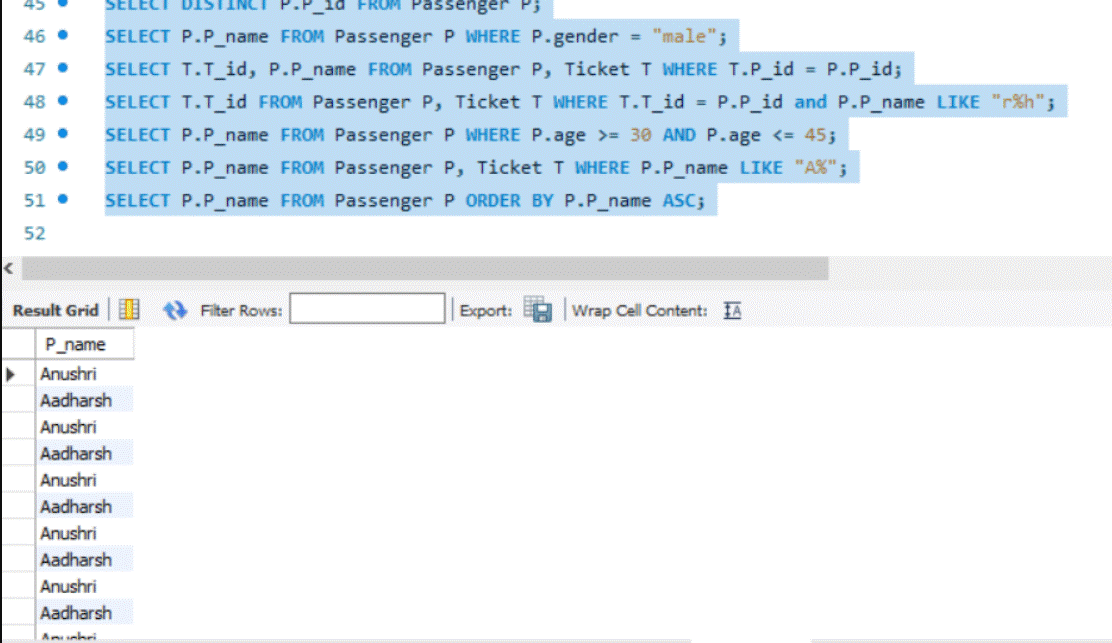 45 SELECT DISTINCT P.P_id FROM Passenger P;
46 SELECT P.P_name FROM Passenger P WHERE P.gender = "male";
47 SELECT T.T_id, P.P_name FROM Passenger P, Ticket T WHERE T.P_id = P.P_id;
48 SELECT T.T_id FROM Passenger P, Ticket T WHERE T.T_id = P.P_id and P.P_name LIKE "r%h";
49 SELECT P.P_name FROM Passenger P WHERE P.age >= 30 AND P.age <= 45;
50 SELECT P.P_name FROM Passenger P, Ticket T WHERE P.P_name LIKE "A%";
51 SELECT P.P_name FROM Passenger P ORDER BY P.P_name ASC;
52
Result Grid Filter Rows: Export: Wrap Cell Content:
P_name
Anushri
Aadharsh
Anushri
Aadharsh
Anushri
Aadharsh
Anushri
Aadharsh
Anushri
Aadharsh
Anushri